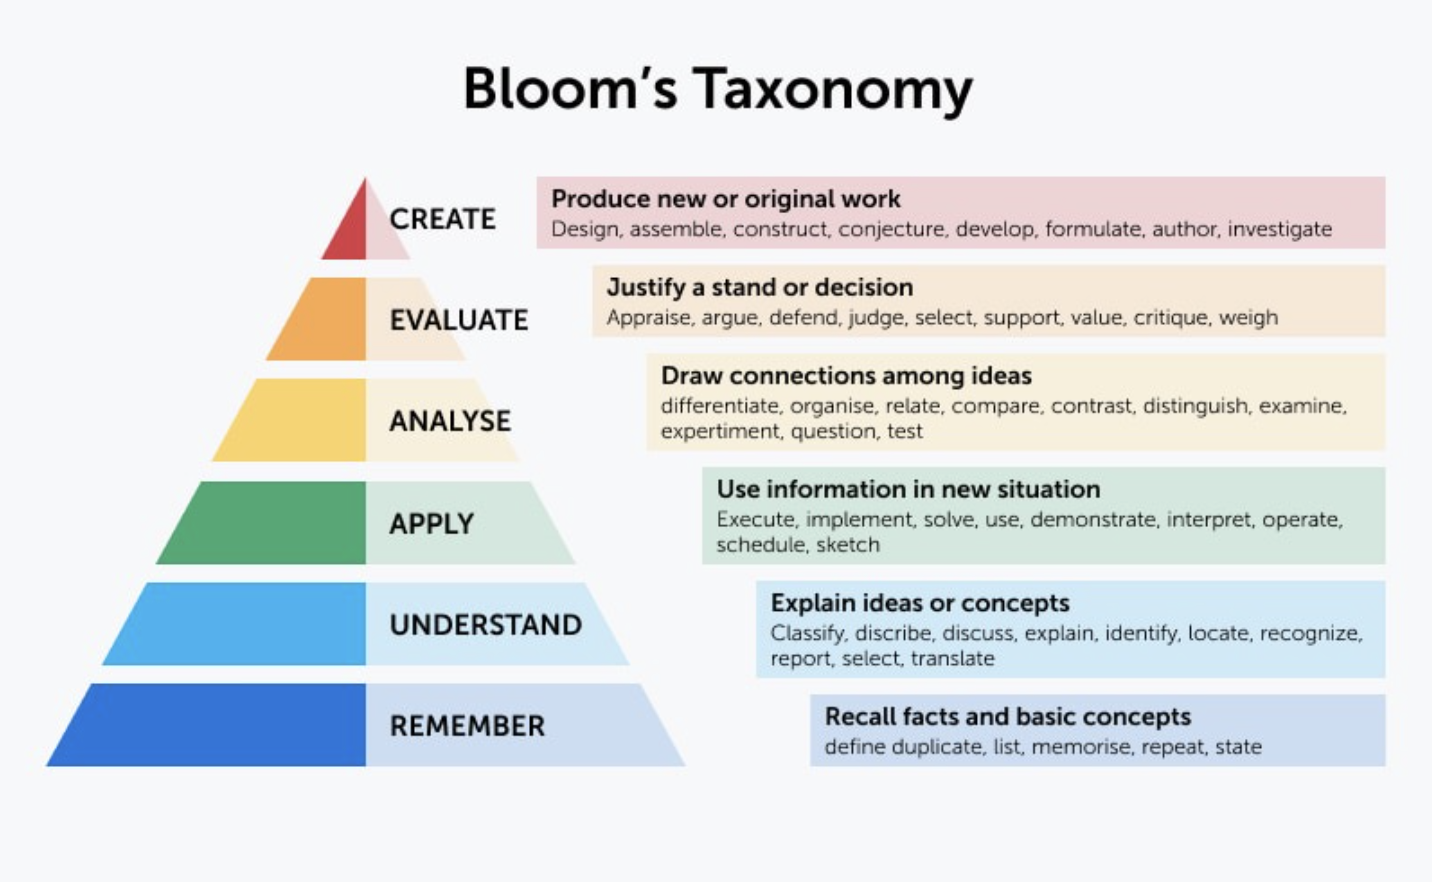 Bloom’s Taxonomy
CREATE
Produce new or original work
Design, assemble, construct, conjecture, develop, formulate, author, investigate
EVALUATE
Justify a stand or decision
Appraise, argue, defend, judge, select, support, value, critique, weigh
ANALYSE
Draw connections among ideas
differentiate, organise, relate, compare, contrast, distinguish, examine,
expertiment, question, test
APPLY
Use information in new situation
Execute, implement, solve, use, demonstrate, interpret, operate,
schedule, sketch
UNDERSTAND
Explain ideas or concepts
Classify, discribe, discuss, explain, identify, locate, recognize,
report, select, translate
REMEMBER
Recall facts and basic concepts
define duplicate, list, memorise, repeat, state